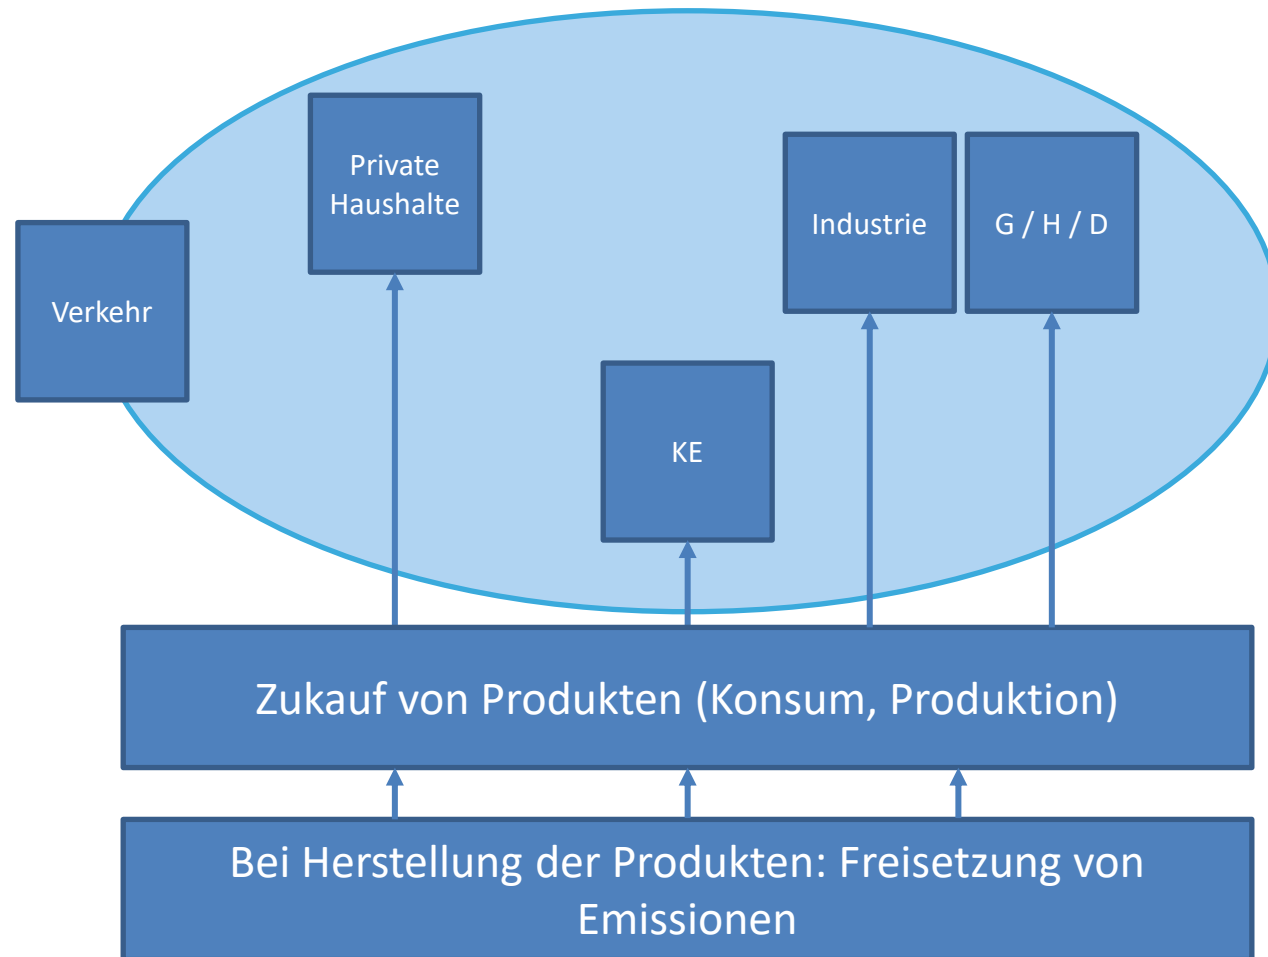 Private
Haushalte
Industrie
G / H / D
Verkehr
KE
Zukauf von Produkten (Konsum, Produktion)
Bei Herstellung der Produkten: Freisetzung von
Emissionen